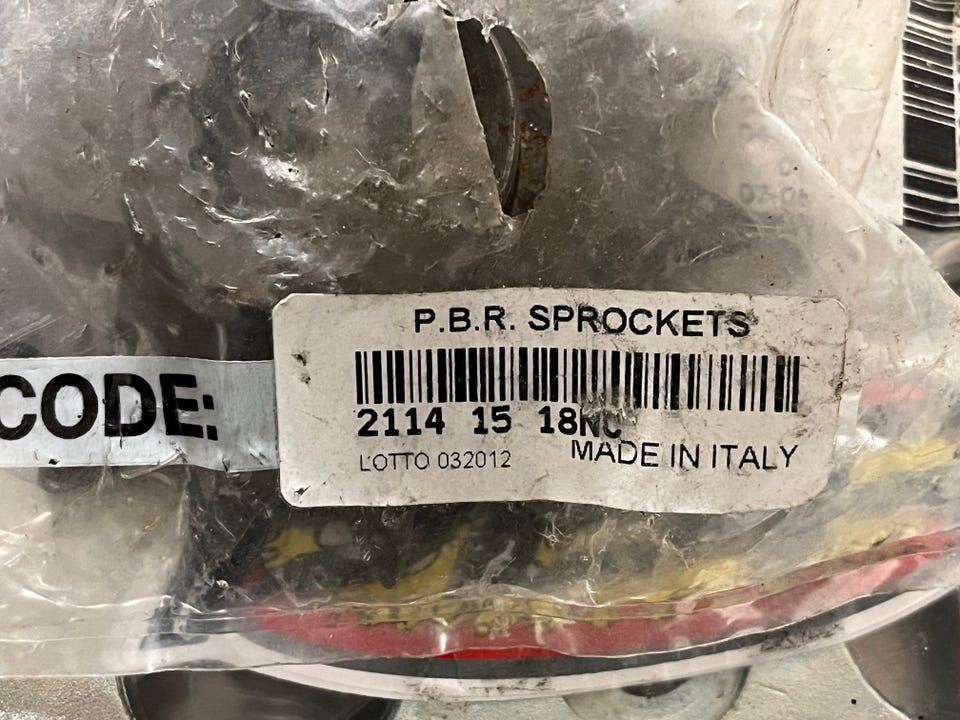 P.B.R. SPROCKETS
CODE:
2114 15 18NC
LOTTO 032012
MADE IN ITALY